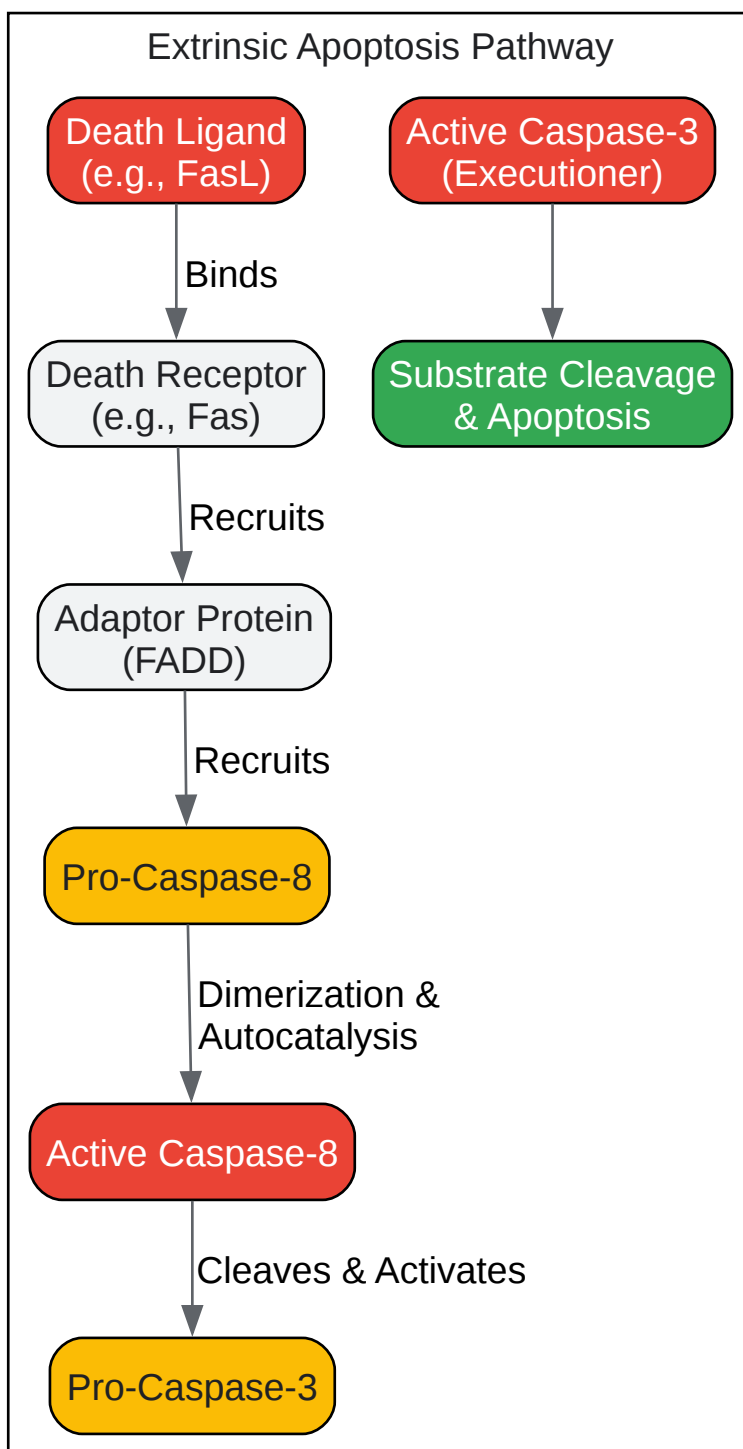 Extrinsic Apoptosis Pathway
Death Ligand
(e.g., FasL)
Active Caspase-3
(Executioner)
Binds
Death Receptor
(e.g., Fas)
Substrate Cleavage
& Apoptosis
Recruits
Adaptor Protein
(FADD)
Recruits
Pro-Caspase-8
Dimerization &
Autocatalysis
Active Caspase-8
Cleaves & Activates
Pro-Caspase-3